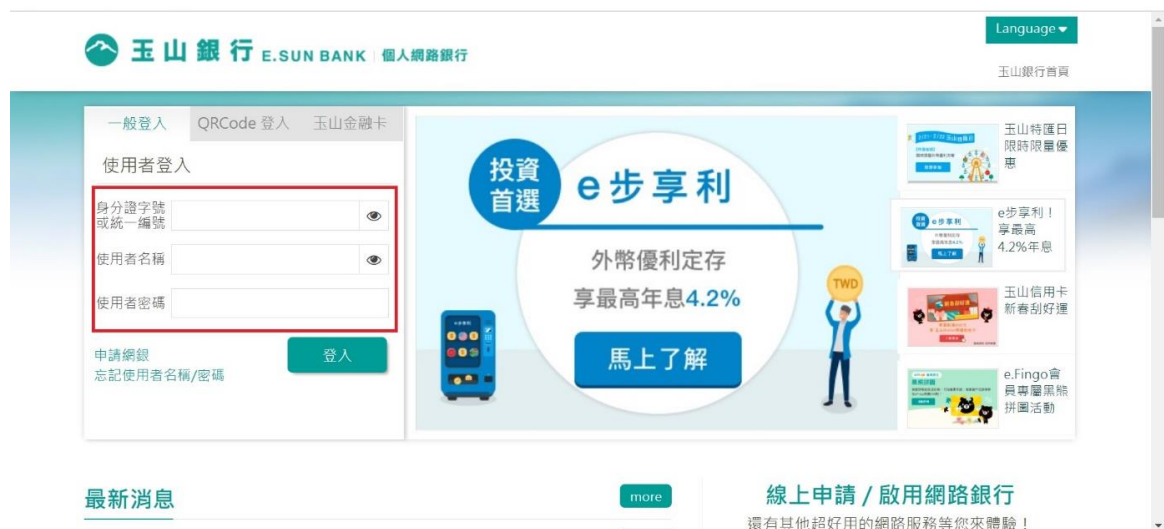 Language
玉山銀行 E.SUN BANK 個人網路銀行
玉山銀行首頁
一般登入 QRCode 登入 玉山金融卡
使用者登入
身分證字號
或統一編號
使用者名稱
使用者密碼
申請網銀
忘記使用者名稱/密碼
登入
投資
首選
e步享利
外幣優利定存
享最高年息4.2%
馬上了解
TWD
玉山特匯日
限時限量優
惠
e步享利！
享最高
4.2%年息
玉山信用卡
新春刮好運
e.Fingo會
員專屬黑熊
拼圖活動
最新消息
more
線上申請 / 啟用網路銀行
還有其他超好用的網路服務等您來體驗！